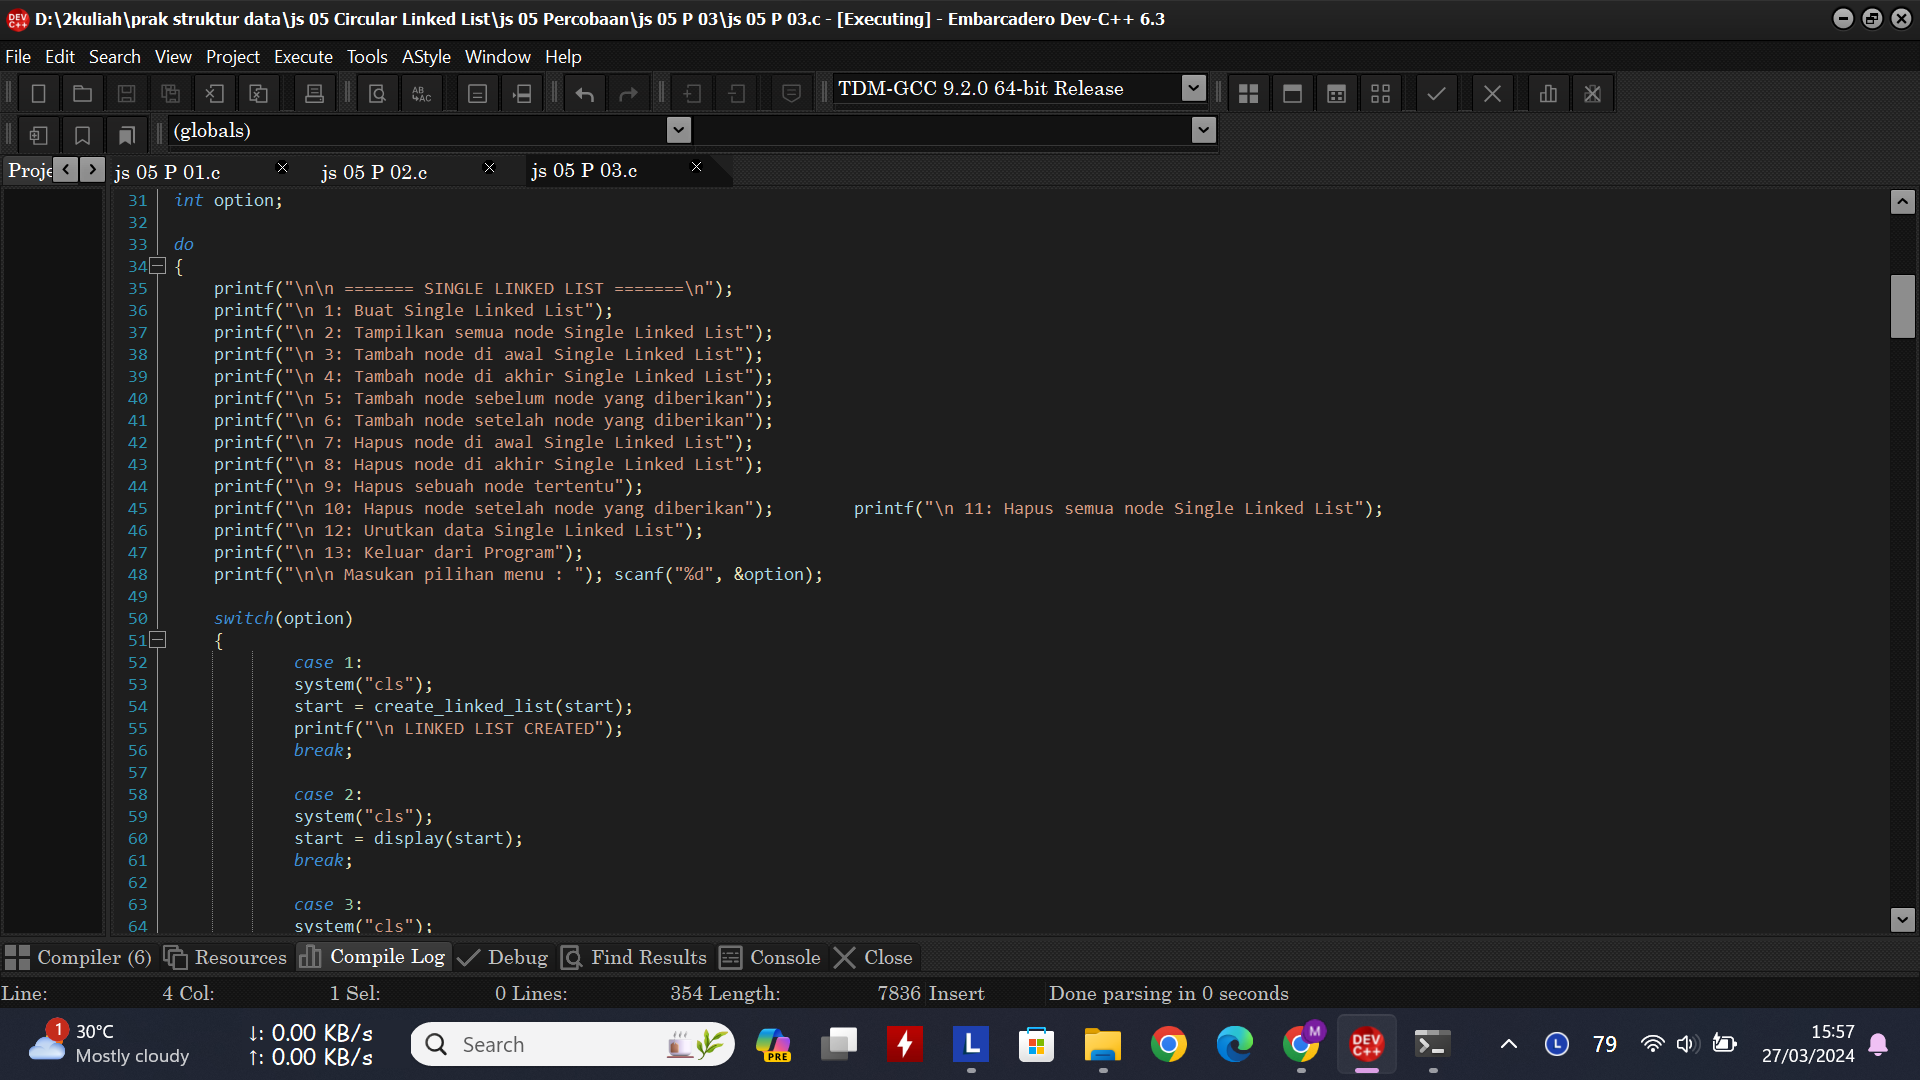 D:\2kuliah\prak struktur data\js 05 Circular Linked List\js 05 Percobaan\js 05 P 03\js 05 P 03.c - [Executing] - Embarcadero Dev-C++ 6.3
File Edit Search View Project Execute Tools AStyle Window Help
TDM-GCC 9.2.0 64-bit Release
(globals)
Proje js 05 P 01.c js 05 P 02.c js 05 P 03.c
31 int option;
32
33 do
34 {
35 printf("\n\n ======= SINGLE LINKED LIST =======\n");
36 printf("\n 1: Buat Single Linked List");
37 printf("\n 2: Tampilkan semua node Single Linked List");
38 printf("\n 3: Tambah node di awal Single Linked List");
39 printf("\n 4: Tambah node di akhir Single Linked List");
40 printf("\n 5: Tambah node sebelum node yang diberikan");
41 printf("\n 6: Tambah node setelah node yang diberikan");
42 printf("\n 7: Hapus node di awal Single Linked List");
43 printf("\n 8: Hapus node di akhir Single Linked List");
44 printf("\n 9: Hapus sebuah node tertentu");
45 printf("\n 10: Hapus node setelah node yang diberikan"); printf("\n 11: Hapus semua node Single Linked List");
46 printf("\n 12: Urutkan data Single Linked List");
47 printf("\n 13: Keluar dari Program");
48 printf("\n\n Masukan pilihan menu : "); scanf("%d", &option);
49
50 switch(option)
51 {
52 case 1:
53 system("cls");
54 start = create_linked_list(start);
55 printf("\n LINKED LIST CREATED");
56 break;
57
58 case 2:
59 system("cls");
60 start = display(start);
61 break;
62
63 case 3:
64 system("cls");
Compiler (6) Resources Compile Log Debug Find Results Console Close
Line: 4 Col: 1 Sel: 0 Lines: 354 Length: 7836 Insert Done parsing in 0 seconds
1 30°C
Mostly cloudy
↓: 0.00 KB/s
↑: 0.00 KB/s
Search
PRE
L
M
DEV C++
L
79
15:57
27/03/2024